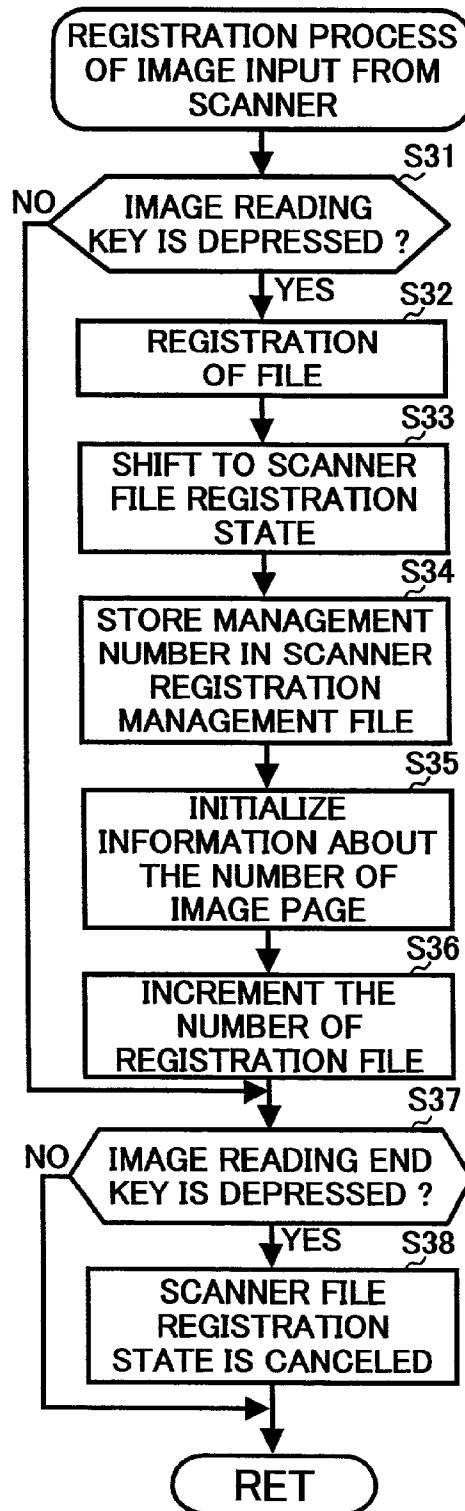 REGISTRATION PROCESS
OF IMAGE INPUT FROM
SCANNER
S31
NO
IMAGE READING
KEY IS DEPRESSED ?
YES
S32
REGISTRATION
OF FILE
S33
SHIFT TO SCANNER
FILE REGISTRATION
STATE
S34
STORE MANAGEMENT
NUMBER IN SCANNER
REGISTRATION
MANAGEMENT FILE
S35
INITIALIZE
INFORMATION ABOUT
THE NUMBER OF
IMAGE PAGE
S36
INCREMENT THE
NUMBER OF
REGISTRATION FILE
S37
NO
IMAGE READING END
KEY IS DEPRESSED ?
YES
S38
SCANNER FILE
REGISTRATION
STATE IS CANCELED
RET